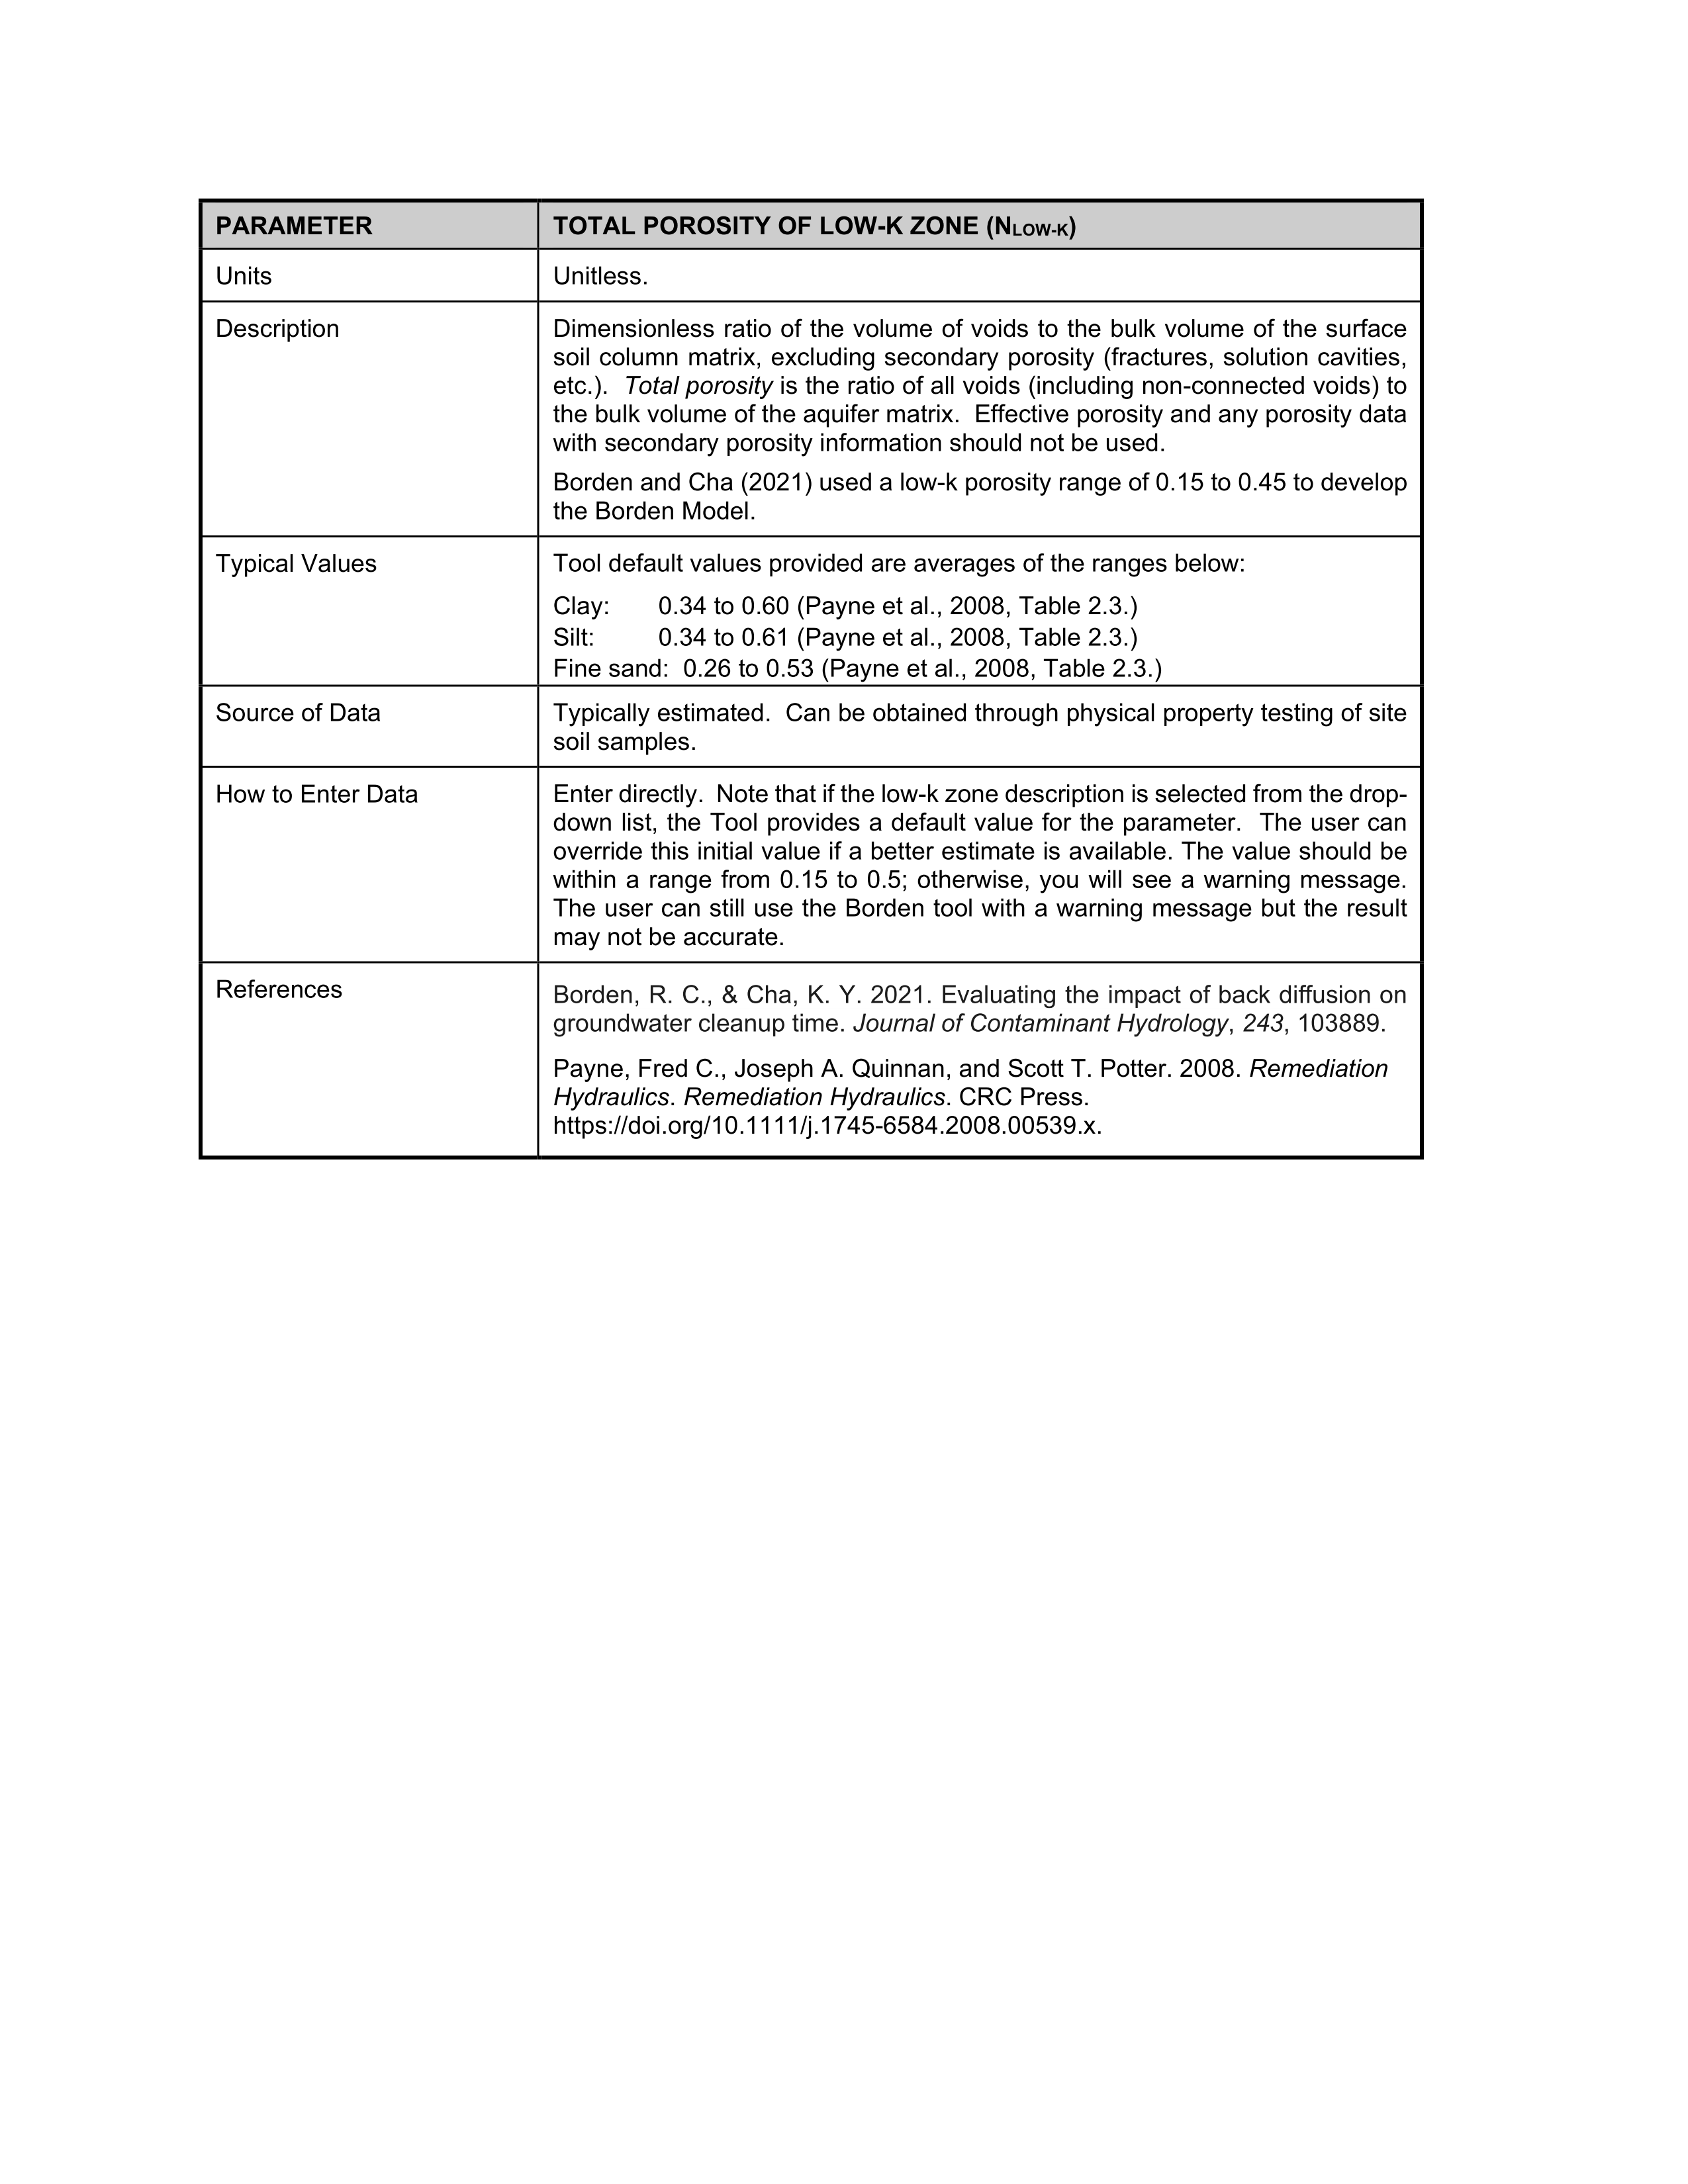 PARAMETER
TOTAL POROSITY OF LOW-K ZONE (NLOW-K)
Units
Unitless.
Description
Dimensionless ratio of the volume of voids to the bulk volume of the surface
soil column matrix, excluding secondary porosity (fractures, solution cavities,
etc.). Total porosity is the ratio of all voids (including non-connected voids) to
the bulk volume of the aquifer matrix. Effective porosity and any porosity data
with secondary porosity information should not be used.
Borden and Cha (2021) used a low-k porosity range of 0.15 to 0.45 to develop
the Borden Model.
Typical Values
Tool default values provided are averages of the ranges below:
Clay: 0.34 to 0.60 (Payne et al., 2008, Table 2.3.)
Silt: 0.34 to 0.61 (Payne et al., 2008, Table 2.3.)
Fine sand: 0.26 to 0.53 (Payne et al., 2008, Table 2.3.)
Source of Data
Typically estimated. Can be obtained through physical property testing of site
soil samples.
How to Enter Data
Enter directly. Note that if the low-k zone description is selected from the drop-
down list, the Tool provides a default value for the parameter. The user can
override this initial value if a better estimate is available. The value should be
within a range from 0.15 to 0.5; otherwise, you will see a warning message.
The user can still use the Borden tool with a warning message but the result
may not be accurate.
References
Borden, R. C., & Cha, K. Y. 2021. Evaluating the impact of back diffusion on
groundwater cleanup time. Journal of Contaminant Hydrology, 243, 103889.
Payne, Fred C., Joseph A. Quinnan, and Scott T. Potter. 2008. Remediation
Hydraulics. Remediation Hydraulics. CRC Press.
https://doi.org/10.1111/j.1745-6584.2008.00539.x.